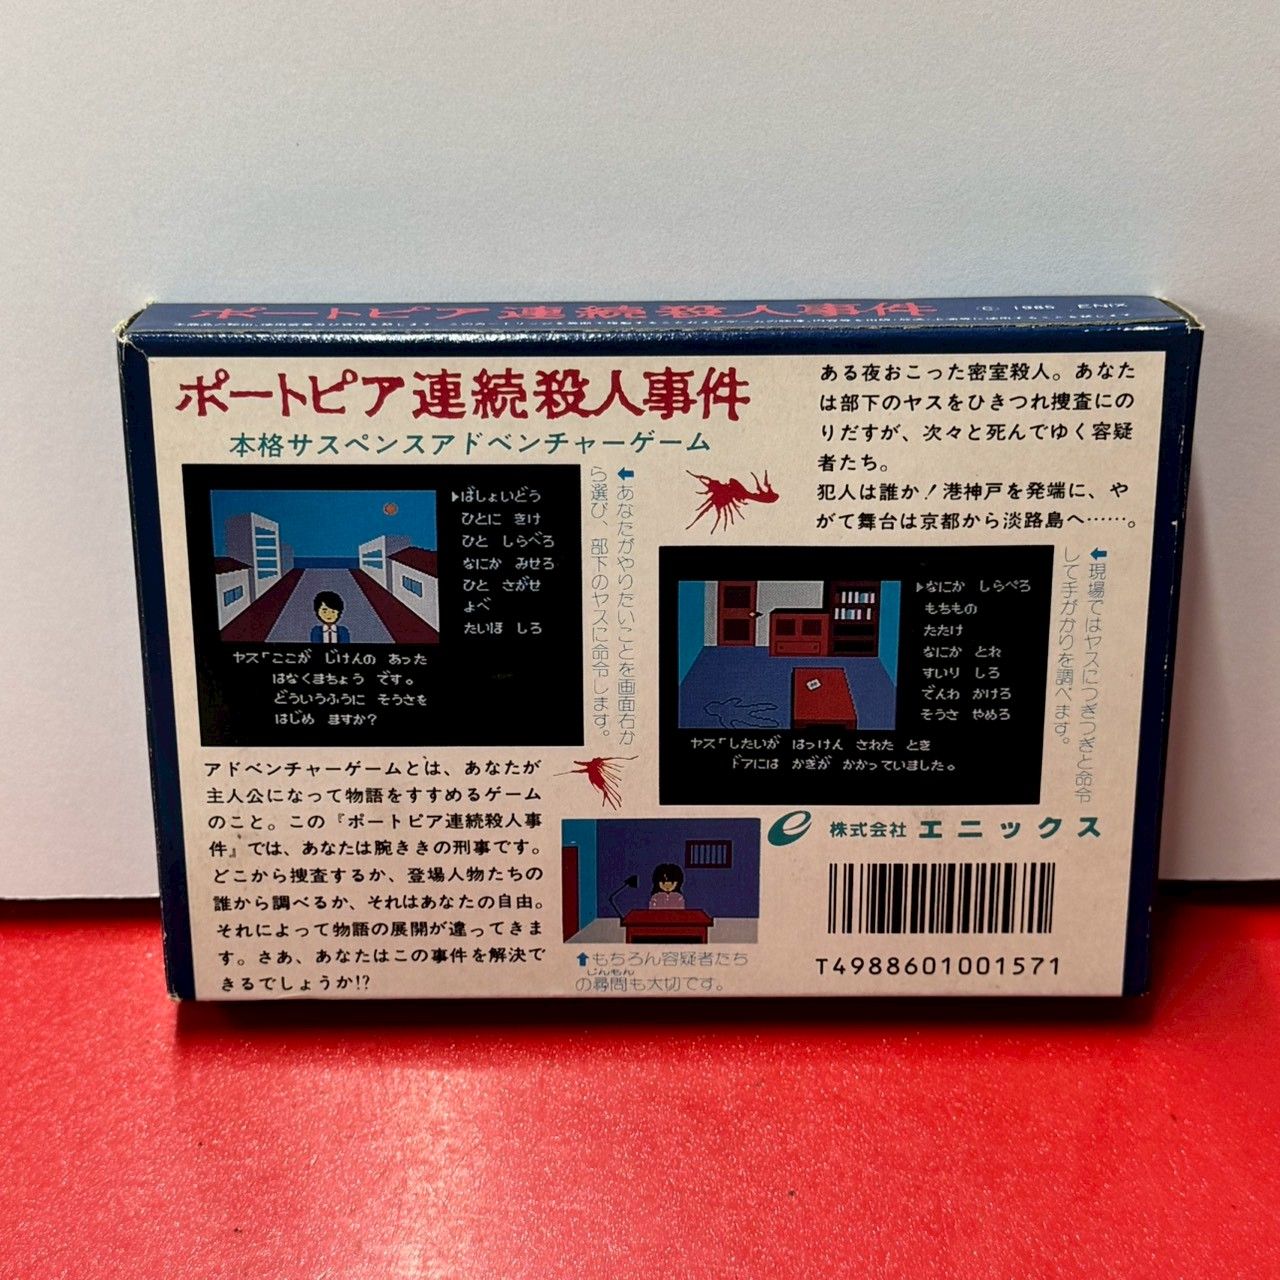 ポートピア連続殺人事件 © 1985 ENIX
ポートピア連続殺人事件
本格サスペンスアドベンチャーゲーム
ある夜おこった密室殺人。あなた
は部下のヤスをひきつれ捜査にの
りだすが、次々と死んでゆく容疑
者たち。
犯人は誰か！港神戸を発端に、や
がて舞台は京都から淡路島へ……。
▶ばしょいどう
ひとに きけ
ひと しらべろ
なにか みせろ
ひと さがせ
よべ
たいほ しろ
ヤス「ここが じけんの あった
はなくまちょう です。
どういうふうに そうさを
はじめ ますか?
⬆あなたがやりたいことを画面右か
ら選び、部下のヤスに命令します。
▶なにか しらべろ
もちもの
たたけ
なにか とれ
すいり しろ
でんわ かけろ
そうさ やめろ
ヤス「したいが はっけん された とき
ドアには かぎが かかっていました。
⬆現場ではヤスにつぎつぎと命令
して手がかりを調べます。
アドベンチャーゲームとは、あなたが
主人公になって物語をすすめるゲーム
のこと。この『ポートピア連続殺人事
件』では、あなたは腕ききの刑事です。
どこから捜査するか、登場人物たちの
誰から調べるか、それはあなたの自由。
それによって物語の展開が違ってきま
す。さあ、あなたはこの事件を解決で
きるでしょうか!?
⬆もちろん容疑者たち
の尋問も大切です。
じんもん
株式会社 エニックス
T4988601001571